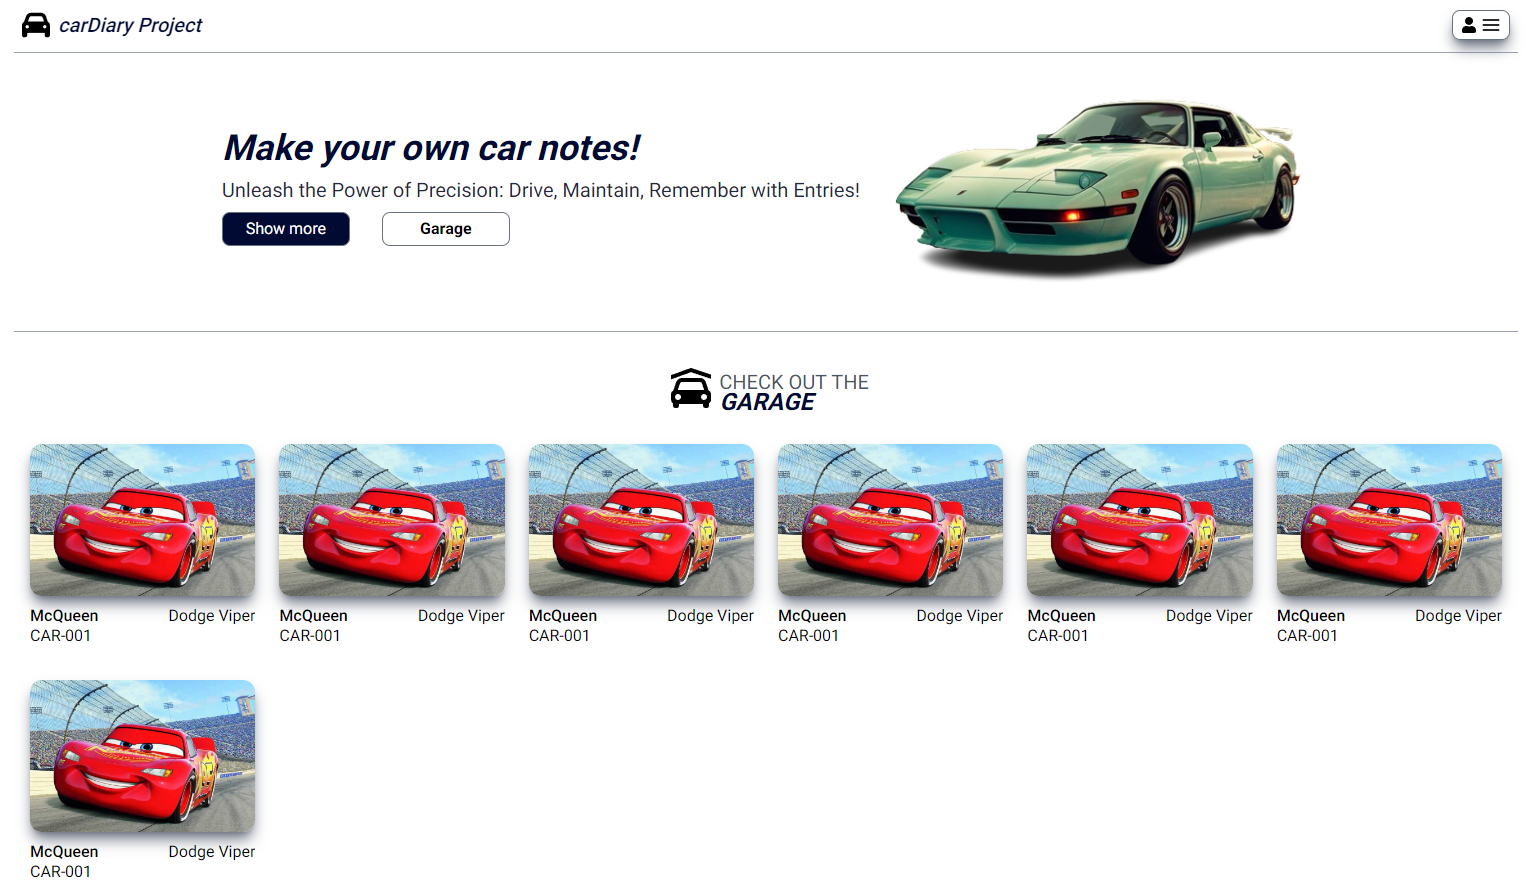 carDiary Project
Make your own car notes!
Unleash the Power of Precision: Drive, Maintain, Remember with Entries!
Show more Garage
CHECK OUT THE
GARAGE
McQueen Dodge Viper McQueen Dodge Viper McQueen Dodge Viper McQueen Dodge Viper McQueen Dodge Viper McQueen Dodge Viper
CAR-001 CAR-001 CAR-001 CAR-001 CAR-001 CAR-001
McQueen Dodge Viper
CAR-001